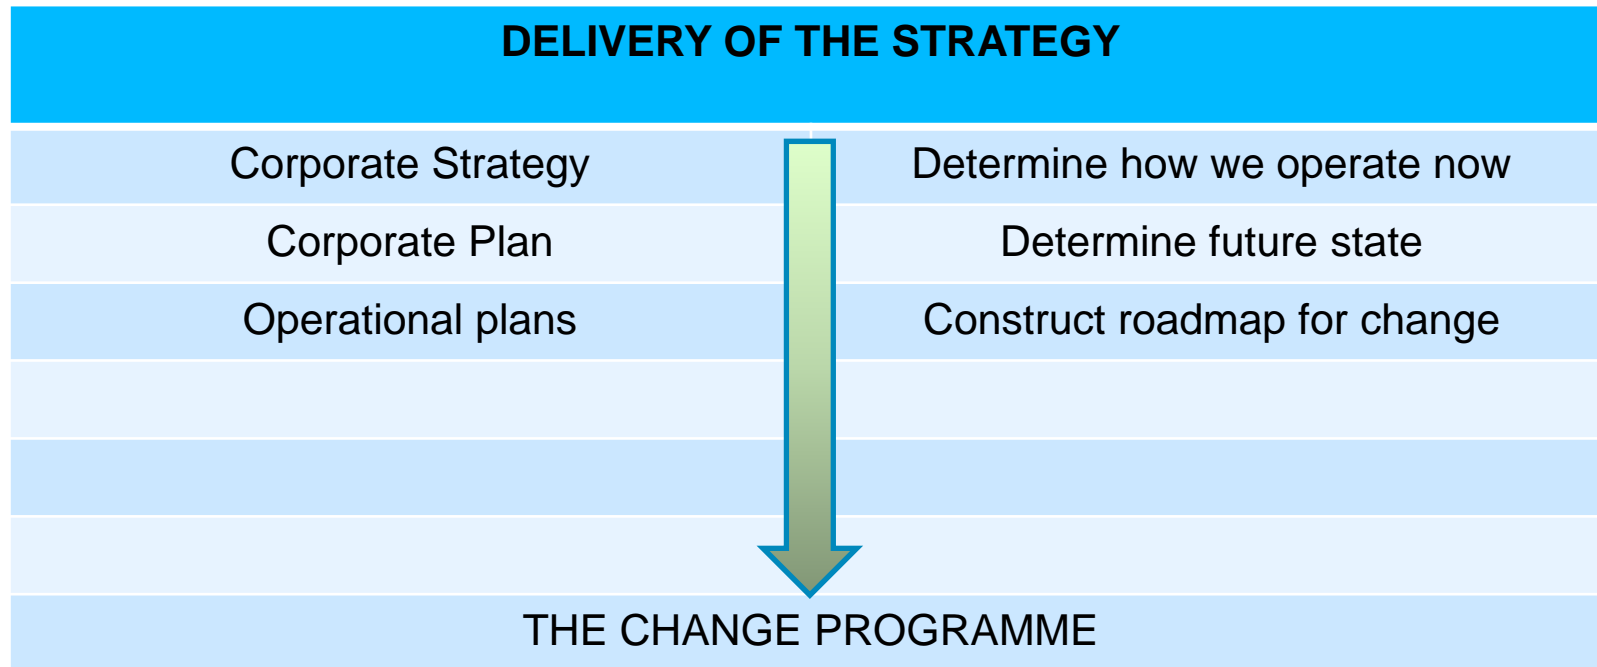 DELIVERY OF THE STRATEGY
Corporate Strategy
Determine how we operate now
Corporate Plan
Determine future state
Operational plans
Construct roadmap for change
THE CHANGE PROGRAMME